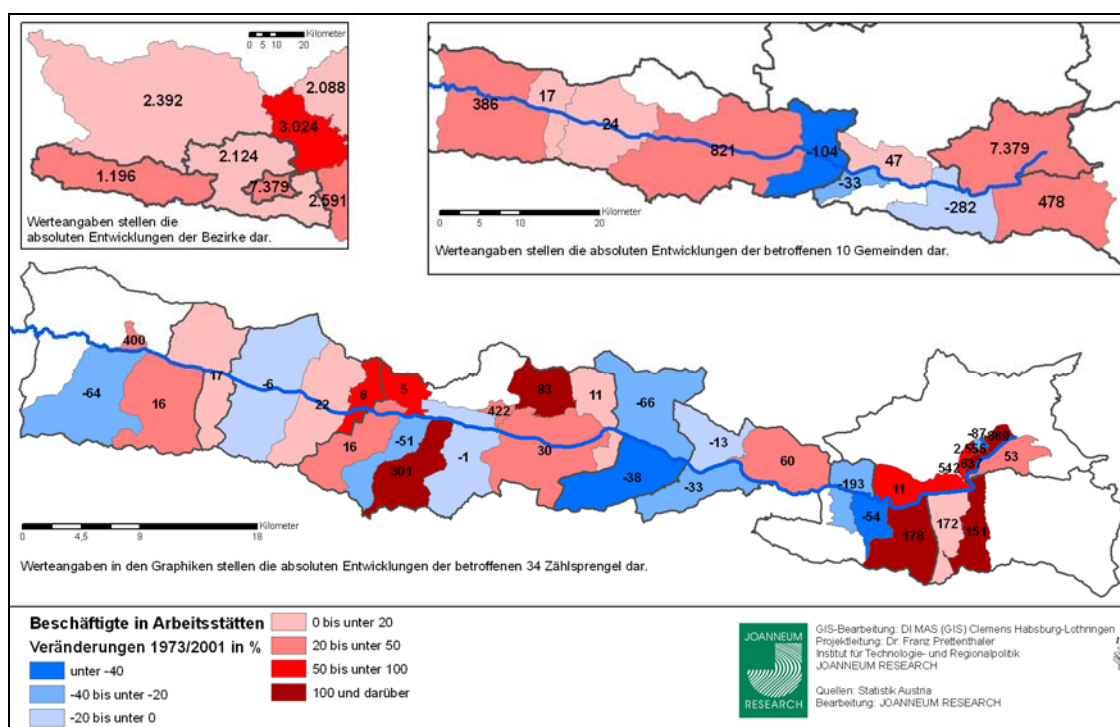 Kilometer
0 5 10 20
2.392
2.088
3.024
2.124
1.196
7.379
2.591
Werteangaben stellen die
absoluten Entwicklungen der Bezirke dar.
386
17
24
821
-104
47
-33
7.379
-282
478
Kilometer
0 5 10 20
Werteangaben stellen die absoluten Entwicklungen der betroffenen 10 Gemeinden dar.
400
-64
16
17
-6
22
8
5
16
-51
301
-1
422
93
11
30
-66
-38
-13
-33
60
-193
-54
11
178
172
151
542
2.555
637
-87
889
53
Kilometer
0 4,5 9 18
Werteangaben in den Graphiken stellen die absoluten Entwicklungen der betroffenen 34 Zählsprengel dar.
Beschäftigte in Arbeitsstätten
Veränderungen 1973/2001 in %
unter -40
-40 bis unter -20
-20 bis unter 0
0 bis unter 20
20 bis unter 50
50 bis unter 100
100 und darüber
JOANNEUM
RESEARCH
GIS-Bearbeitung: DI MAS (GIS) Clemens Habsburg-Lothringen
Projektleitung: Dr. Franz Prettenthaler
Institut für Technologie- und Regionalpolitik
JOANNEUM RESEARCH
Quellen: Statistik Austria
Bearbeitung: JOANNEUM RESEARCH